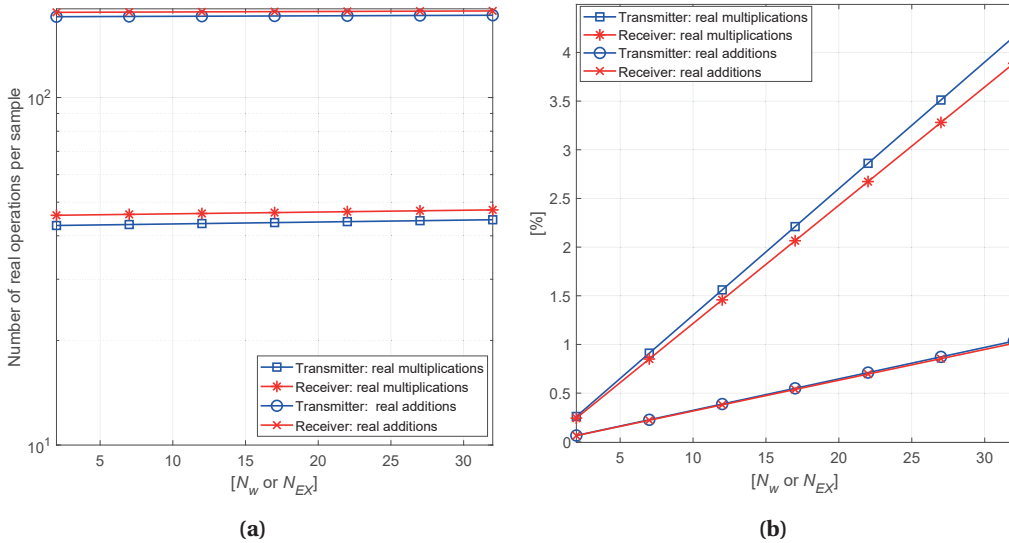 Number of real operations per sample
10^2
10^1
5 10 15 20 25 30
[N_w or N_EX]
Transmitter: real multiplications
Receiver: real multiplications
Transmitter: real additions
Receiver: real additions
(a)
Transmitter: real multiplications
Receiver: real multiplications
Transmitter: real additions
Receiver: real additions
[%]
4
3.5
3
2.5
2
1.5
1
0.5
0
5 10 15 20 25 30
[N_w or N_EX]
(b)